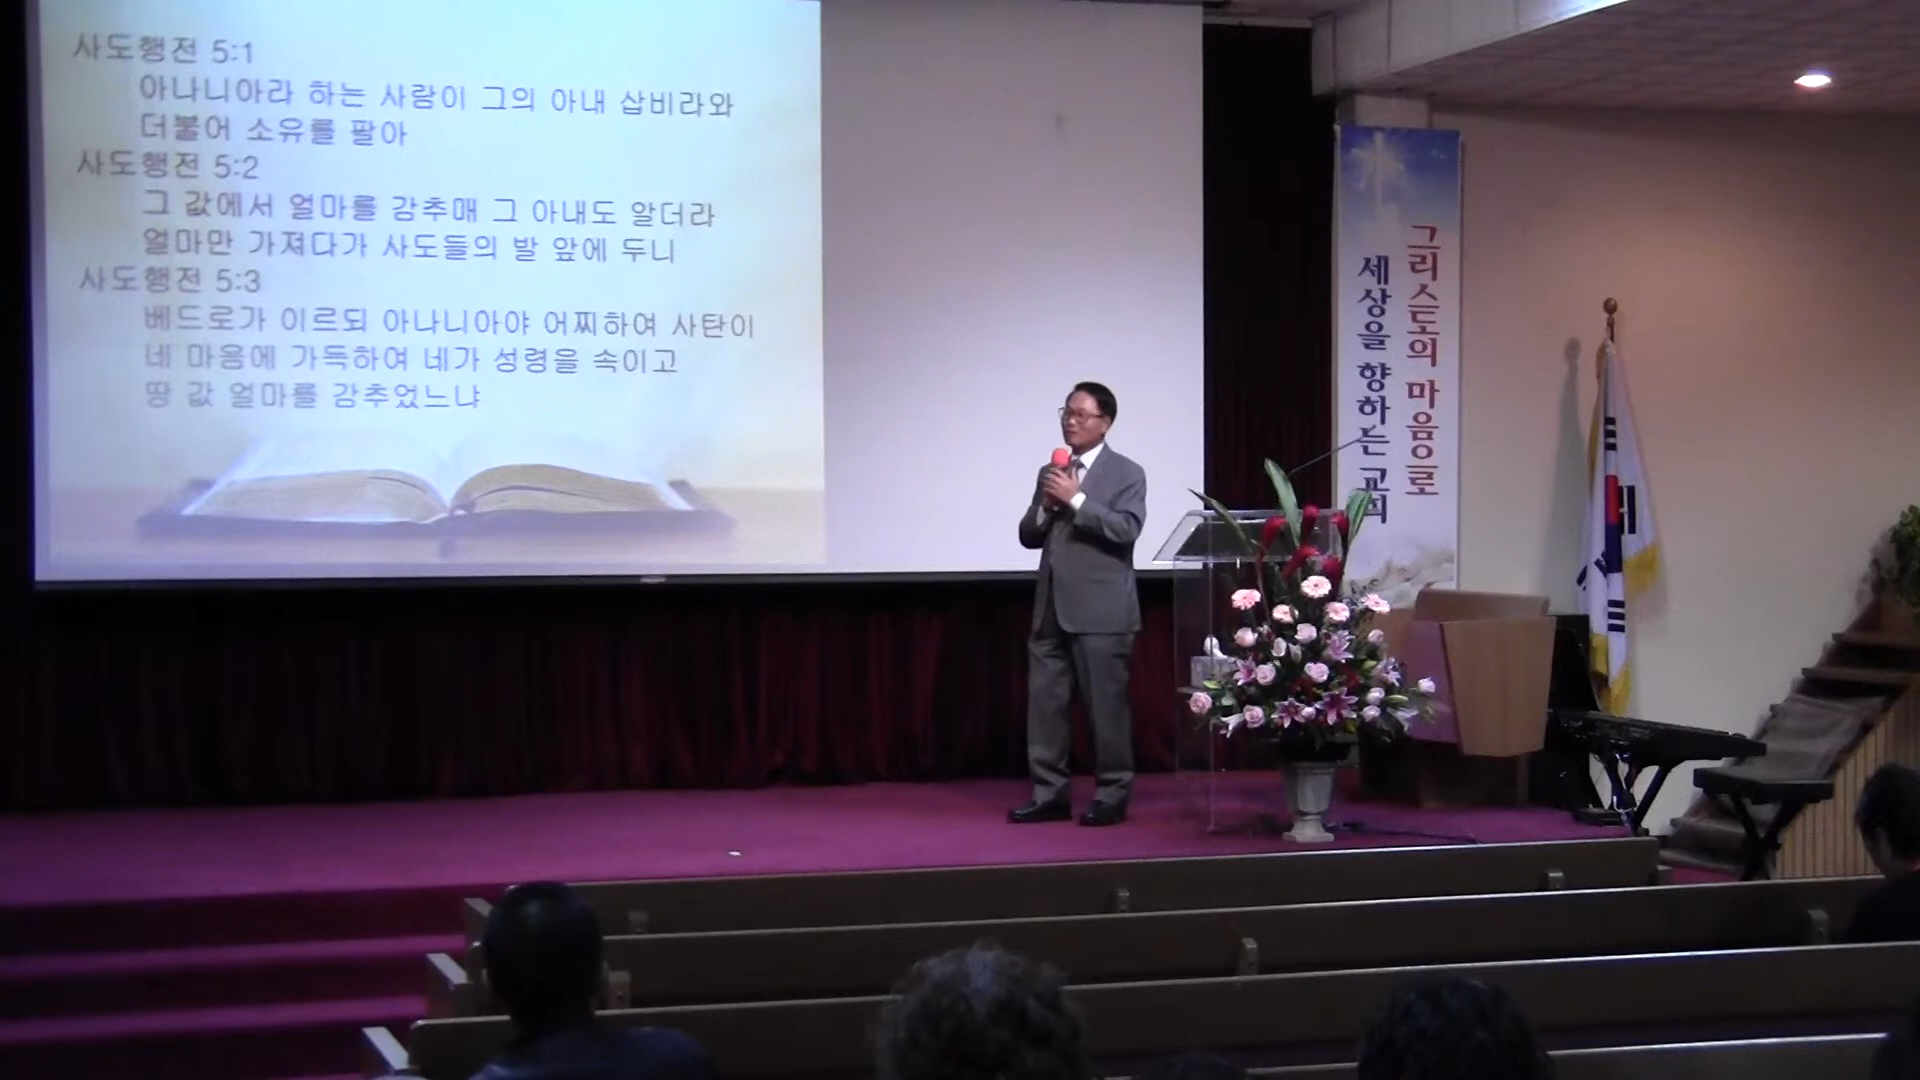 사도행전 5:1
아나니아라 하는 사람이 그의 아내 삽비라와
더불어 소유를 팔아
사도행전 5:2
그 값에서 얼마를 감추매 그 아내도 알더라
얼마만 가져다가 사도들의 발 앞에 두니
사도행전 5:3
베드로가 이르되 아나니아야 어찌하여 사탄이
네 마음에 가득하여 네가 성령을 속이고
땅 값 얼마를 감추었느냐
그리스도의 마음으로
세상을 향하는 교회